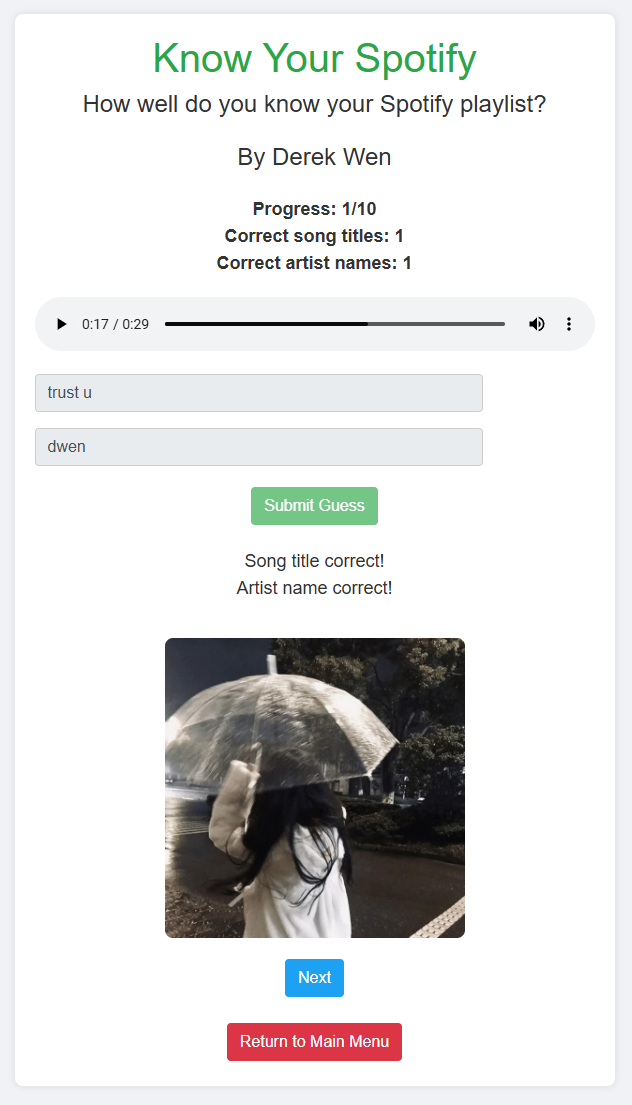 Know Your Spotify
How well do you know your Spotify playlist?
By Derek Wen
Progress: 1/10
Correct song titles: 1
Correct artist names: 1
0:17 / 0:29
trust u
dwen
Submit Guess
Song title correct!
Artist name correct!
Next
Return to Main Menu